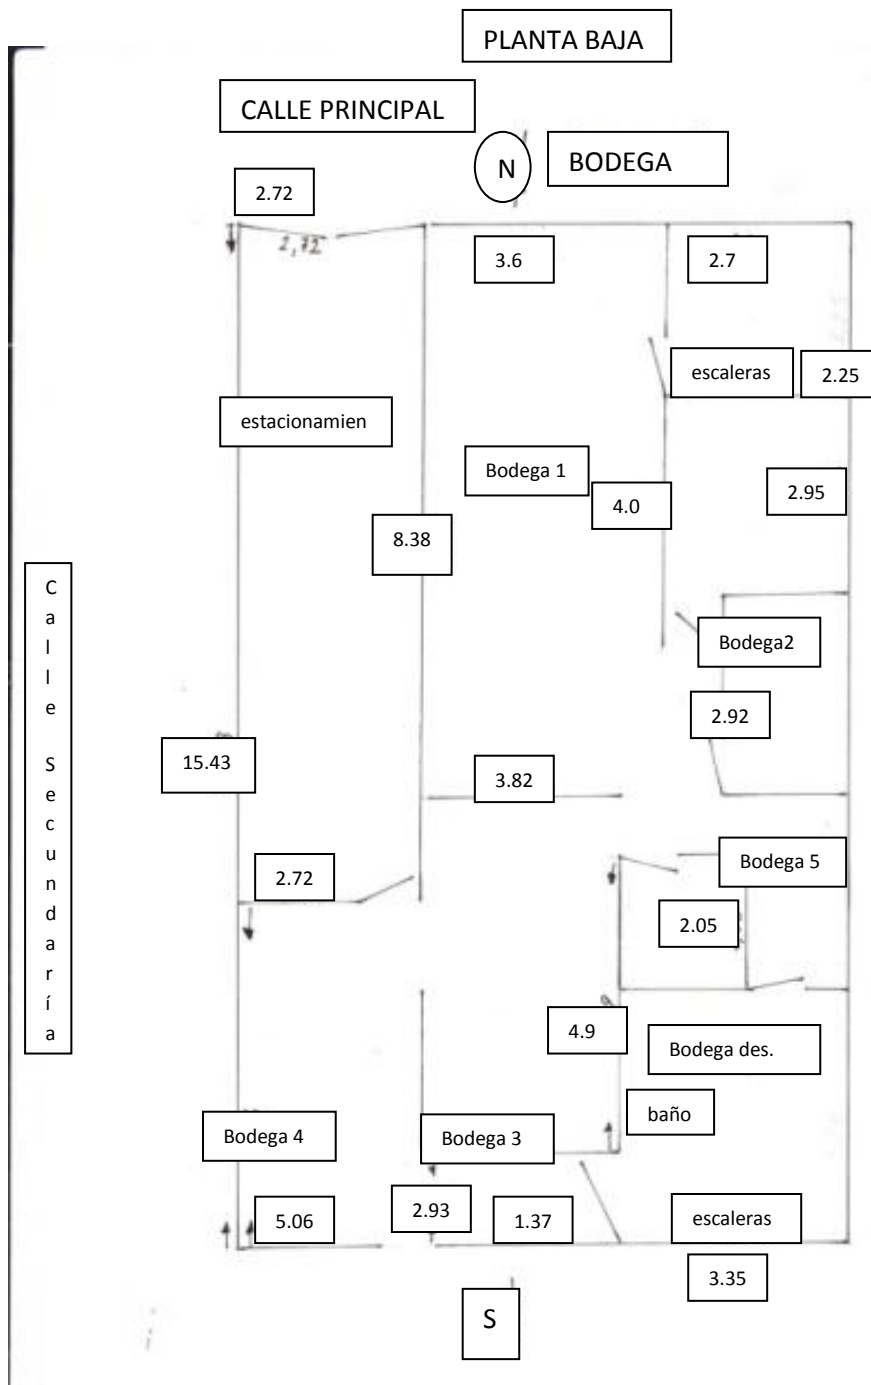 PLANTA BAJA
CALLE PRINCIPAL
N
BODEGA
2.72
2,72
3.6
2.7
escaleras
2.25
estacionamien
Bodega 1
4.0
2.95
8.38
Calle Secundaría
Bodega2
2.92
15.43
3.82
2.72
Bodega 5
2.05
4.9
Bodega des.
baño
Bodega 4
Bodega 3
5.06
2.93
1.37
escaleras
3.35
S